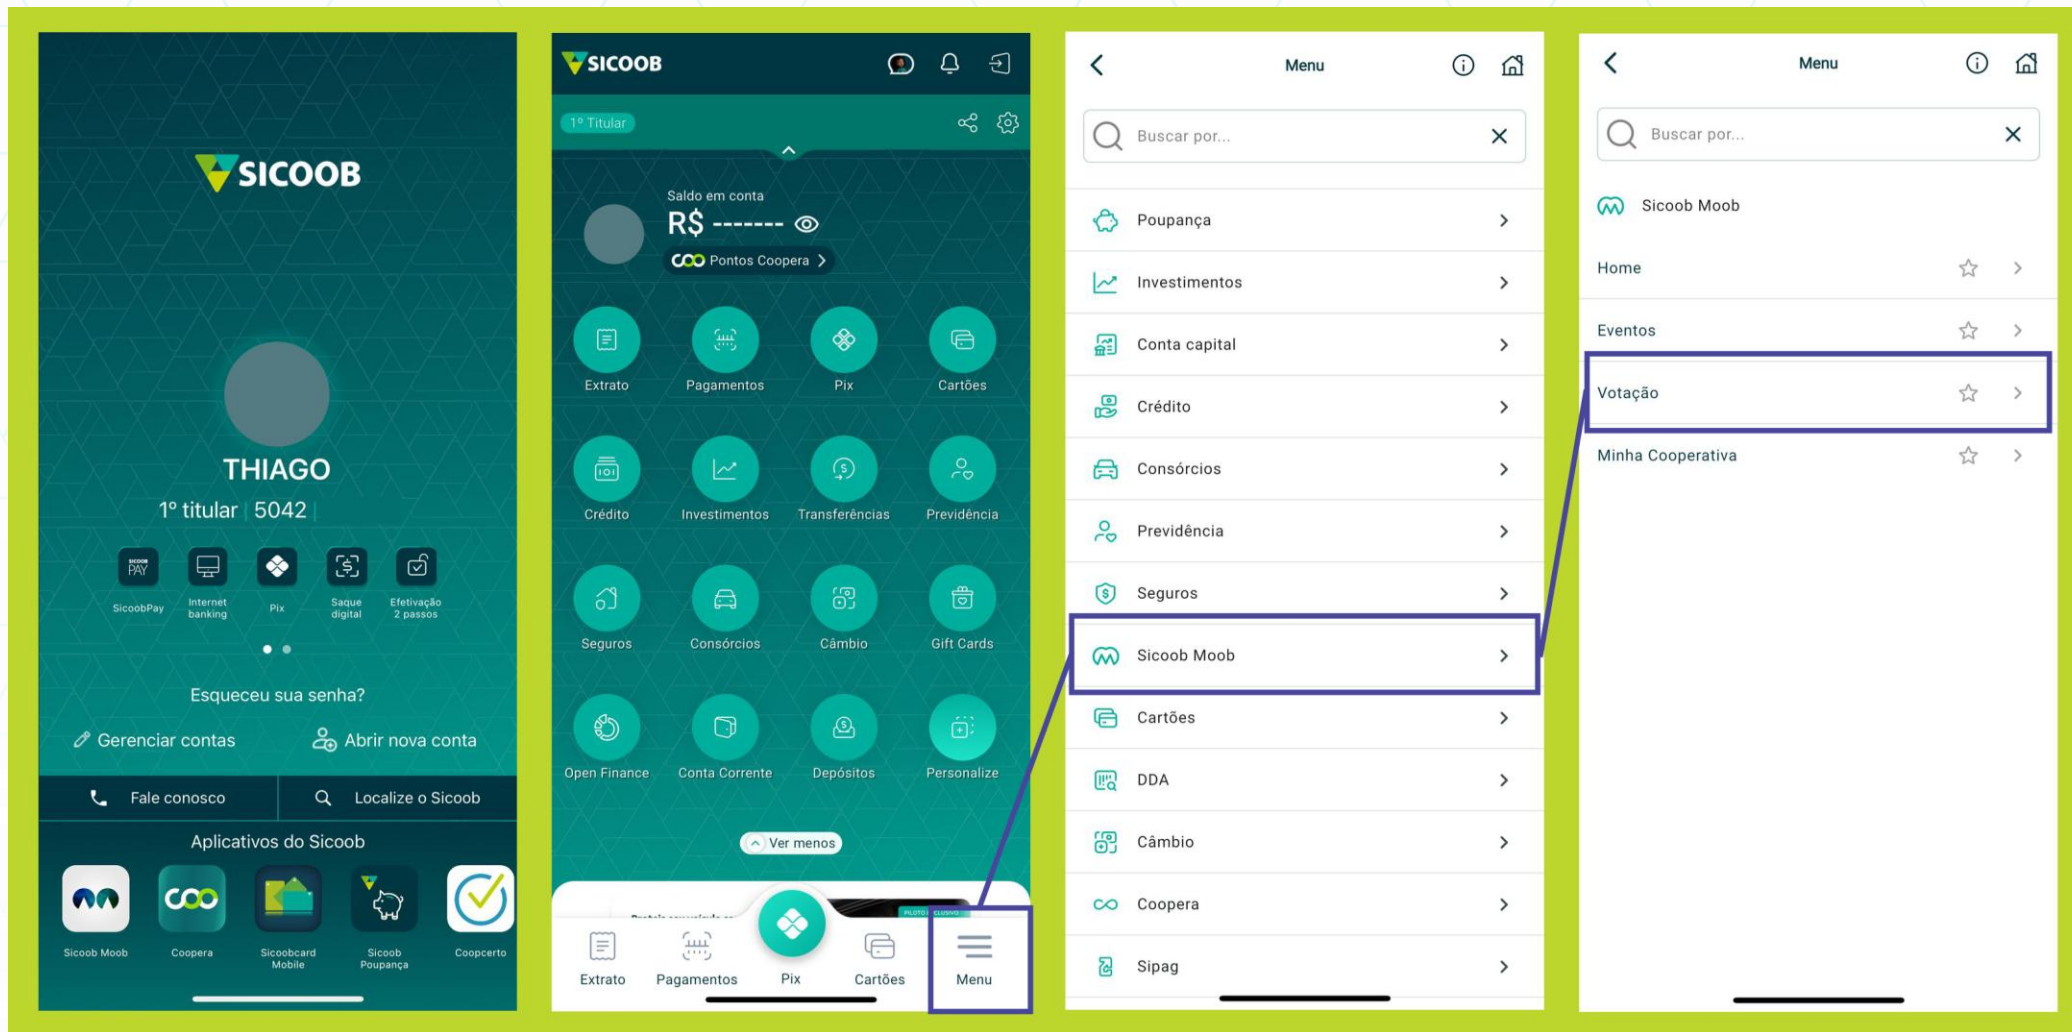 SICOOB
THIAGO
1º titular | 5042 |
SICOOB
PAY
SicoobPay
Internet
banking
Pix
Saque
digital
Efetivação
2 passos
Esqueceu sua senha?
Gerenciar contas
Abrir nova conta
Fale conosco
Localize o Sicoob
Aplicativos do Sicoob
Sicoob Moob
Coopera
Sicoobcard
Mobile
Sicoob
Poupança
Coopcerto
SICOOB
1º Titular
Saldo em conta
R$ -------
Pontos Coopera
Extrato
Pagamentos
Pix
Cartões
Crédito
Investimentos
Transferências
Previdência
Seguros
Consórcios
Câmbio
Gift Cards
Open Finance
Conta Corrente
Depósitos
Personalize
Ver menos
Extrato
Pagamentos
Pix
Cartões
Menu
Menu
Buscar por...
Poupança
Investimentos
Conta capital
Crédito
Consórcios
Previdência
Seguros
Sicoob Moob
Cartões
DDA
Câmbio
Coopera
Sipag
Menu
Buscar por...
Sicoob Moob
Home
Eventos
Votação
Minha Cooperativa